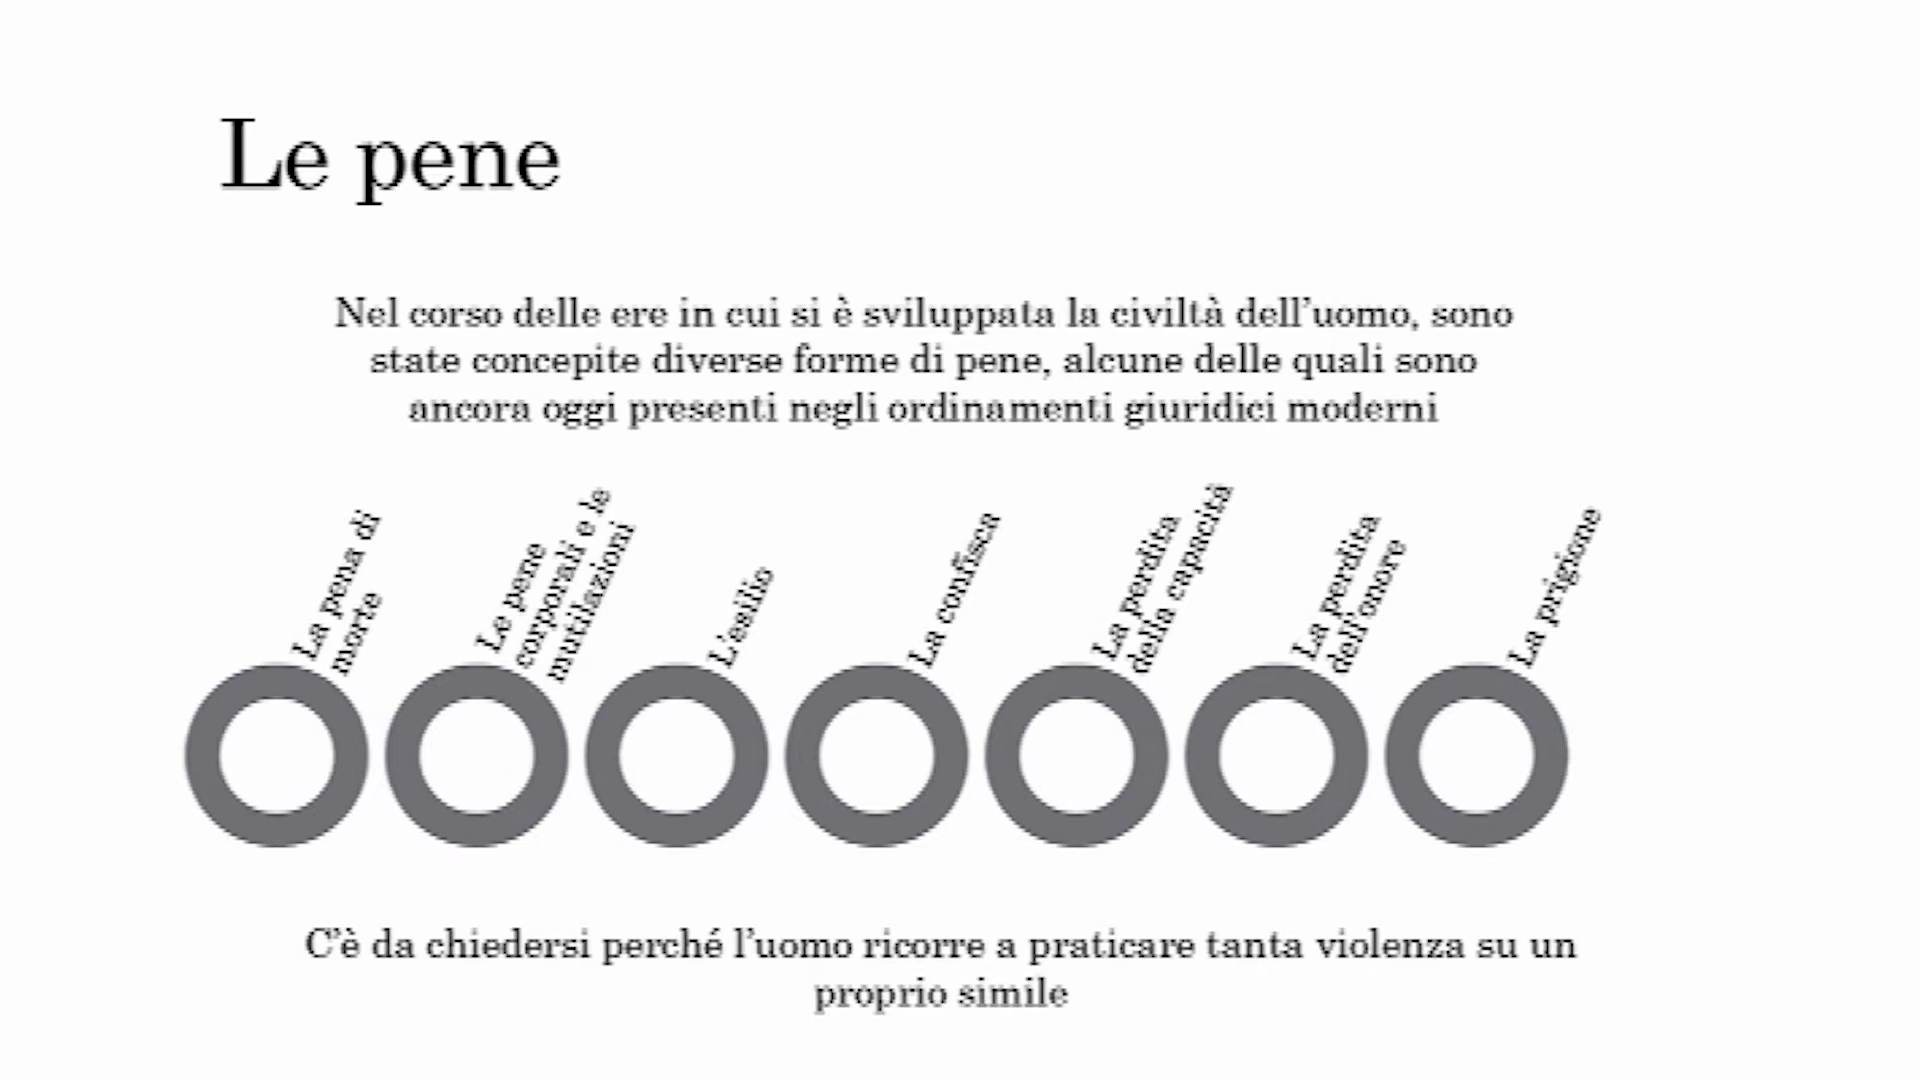 Le pene
Nel corso delle ere in cui si è sviluppata la civiltà dell’uomo, sono
state concepite diverse forme di pene, alcune delle quali sono
ancora oggi presenti negli ordinamenti giuridici moderni
La pena di
morte
Le pene
corporali e le
mutilazioni
L'esilio
La confisca
La perdita
della capacità
La perdita
dell'onore
La prigione
C’è da chiedersi perché l’uomo ricorre a praticare tanta violenza su un
proprio simile